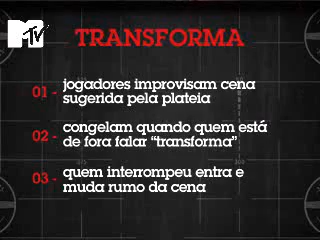 MTV
TRANSFORMA
01 - jogadores improvisam cena
sugerida pela plateia
02 - congelam quando quem está
de fora falar “transforma”
03 - quem interrompeu entra e
muda rumo da cena